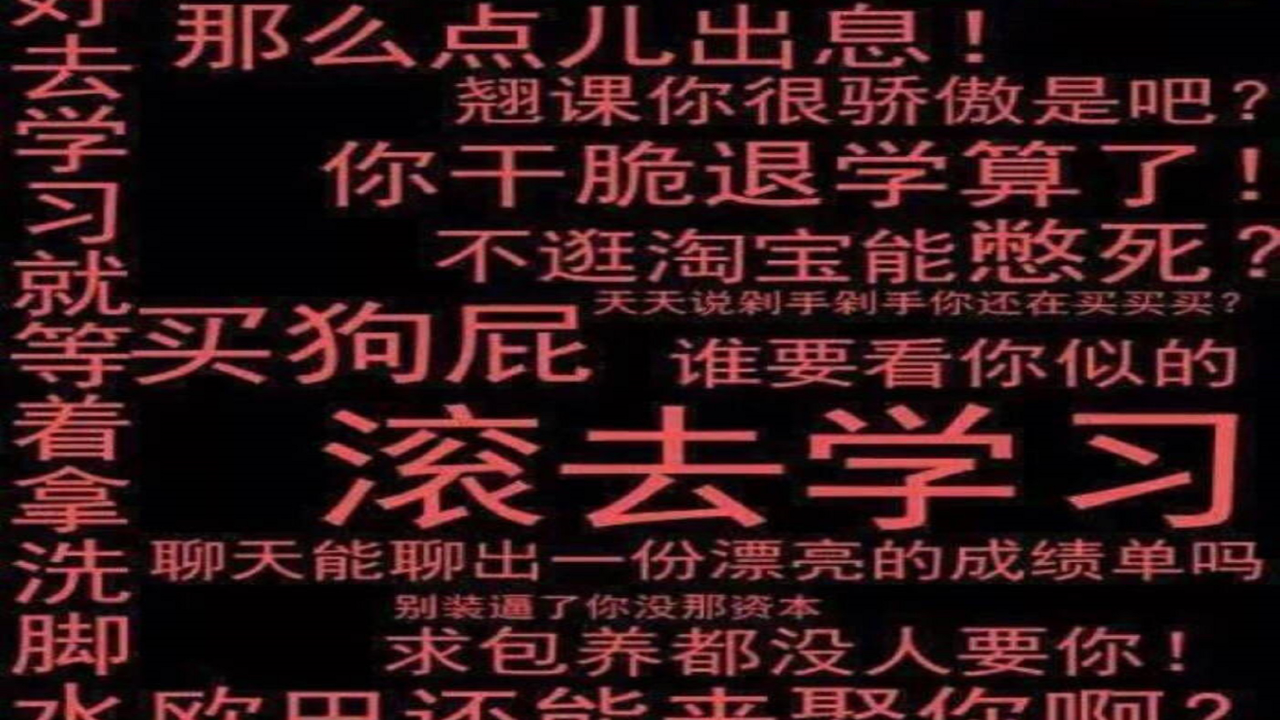 好去学习就等着拿洗脚水
那么点儿出息！
翘课你很骄傲是吧？
你干脆退学算了！
不逛淘宝能憋死？
天天说剁手剁手你还在买买买？
买狗屁
谁要看你似的
滚去学习
聊天能聊出一份漂亮的成绩单吗
别装逼了你没那资本
求包养都没人要你！
欧巴还能来娶你啊？